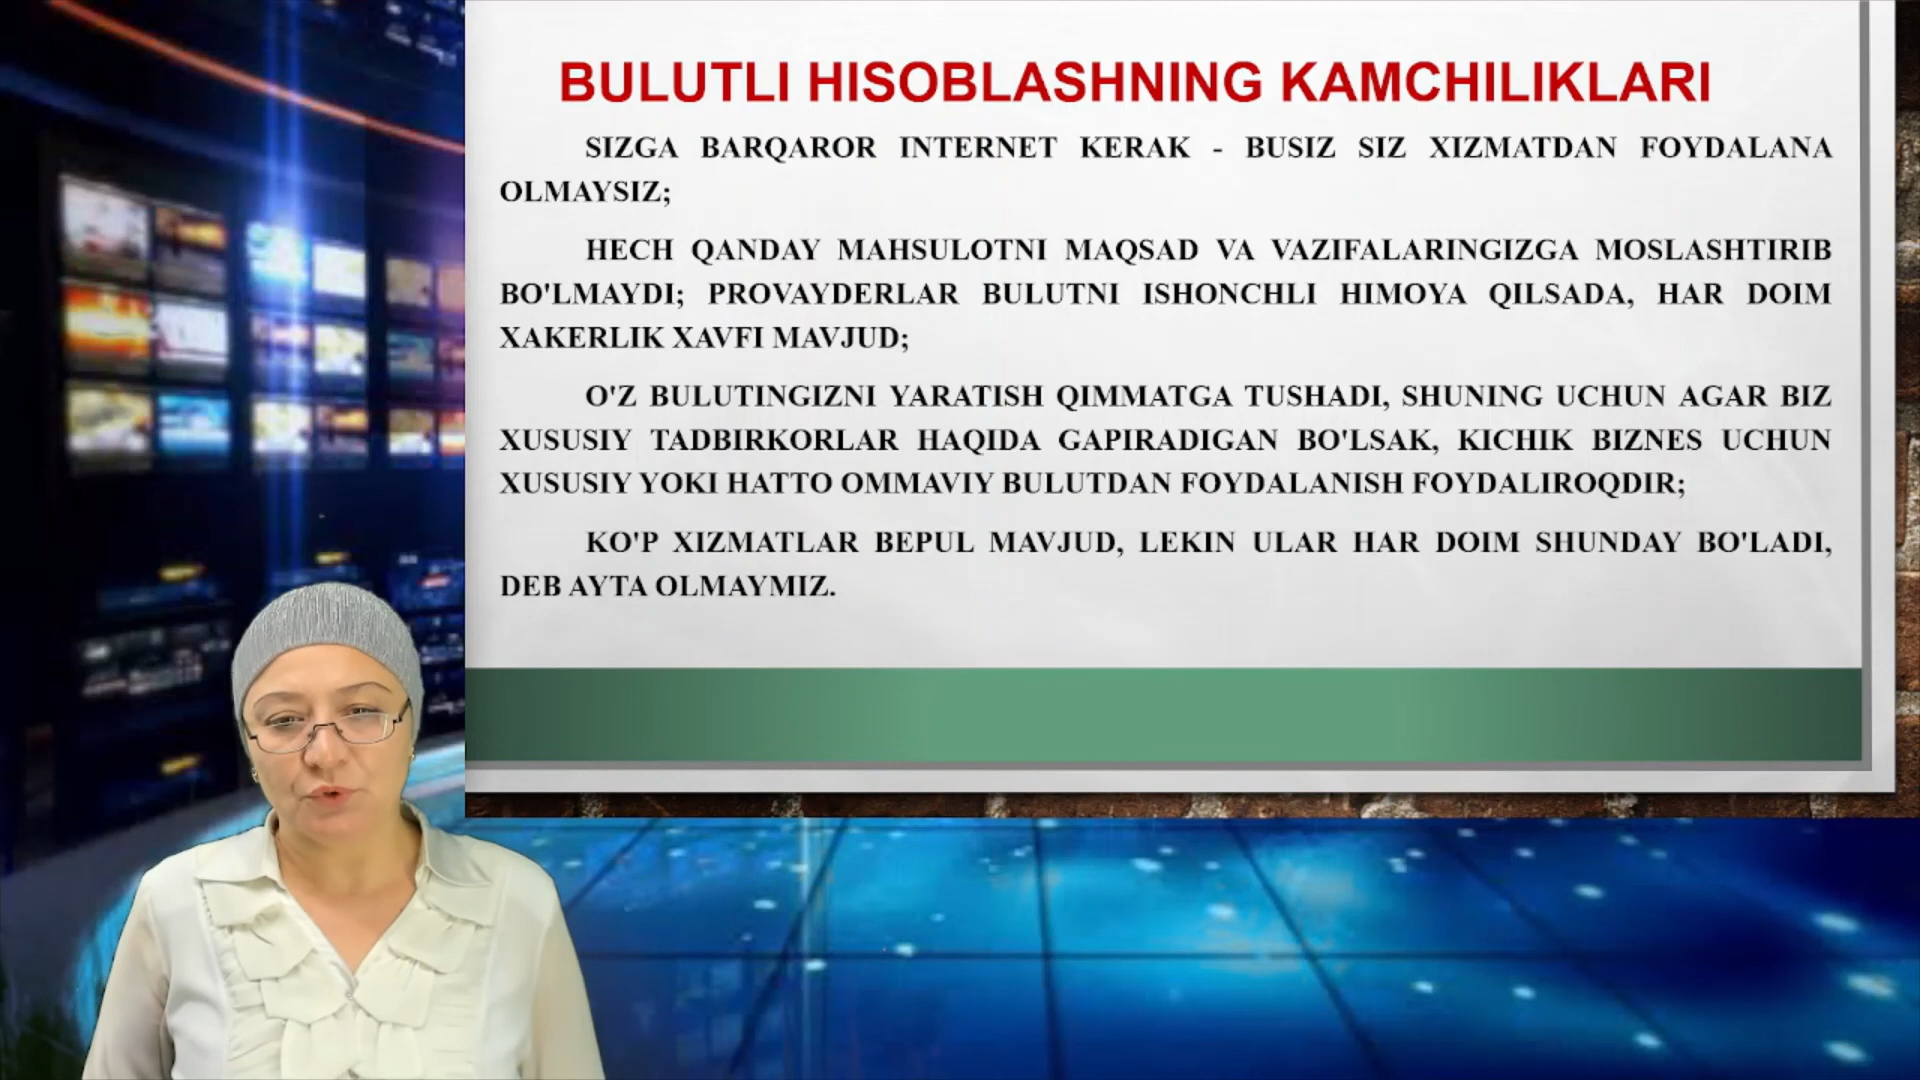 BULUTLI HISOBLASHNING KAMCHILIKLARI
SIZGA BARQAROR INTERNET KERAK - BUSIZ SIZ XIZMATDAN FOYDALANA
OLMAYSIZ;
HECH QANDAY MAHSULOTNI MAQSAD VA VAZIFALARINGIZGA MOSLASHTIRIB
BO'LMAYDI; PROVAYDERLAR BULUTNI ISHONCHLI HIMOYA QILSADA, HAR DOIM
XAKERLIK XAVFI MAVJUD;
O'Z BULUTINGIZNI YARATISH QIMMATGA TUSHADI, SHUNING UCHUN AGAR BIZ
XUSUSIY TADBIRKORLAR HAQIDA GAPIRADIGAN BO'LSAK, KICHIK BIZNES UCHUN
XUSUSIY YOKI HATTO OMMAVIY BULUTDAN FOYDALANISH FOYDALIROQDIR;
KO'P XIZMATLAR BEPUL MAVJUD, LEKIN ULAR HAR DOIM SHUNDAY BO'LADI,
DEB AYTA OLMAYMIZ.